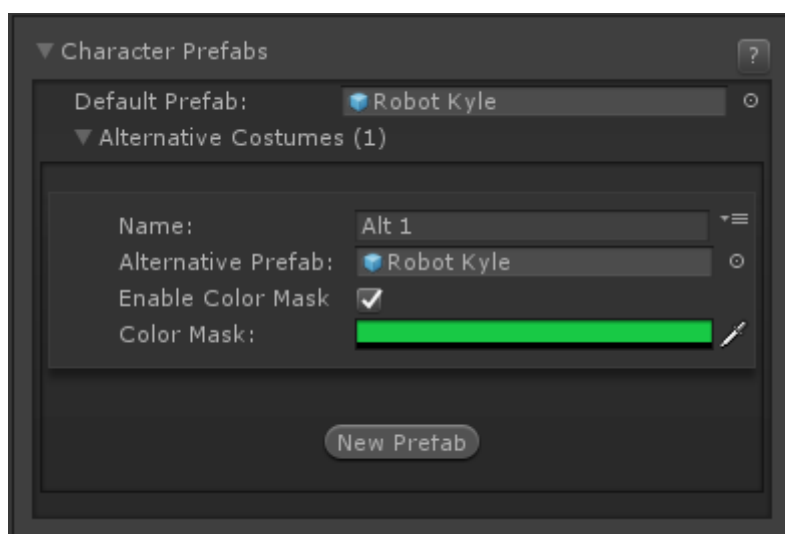 Character Prefabs
?
Default Prefab: Robot Kyle
Alternative Costumes (1)
Name: Alt 1
Alternative Prefab: Robot Kyle
Enable Color Mask
Color Mask:
New Prefab